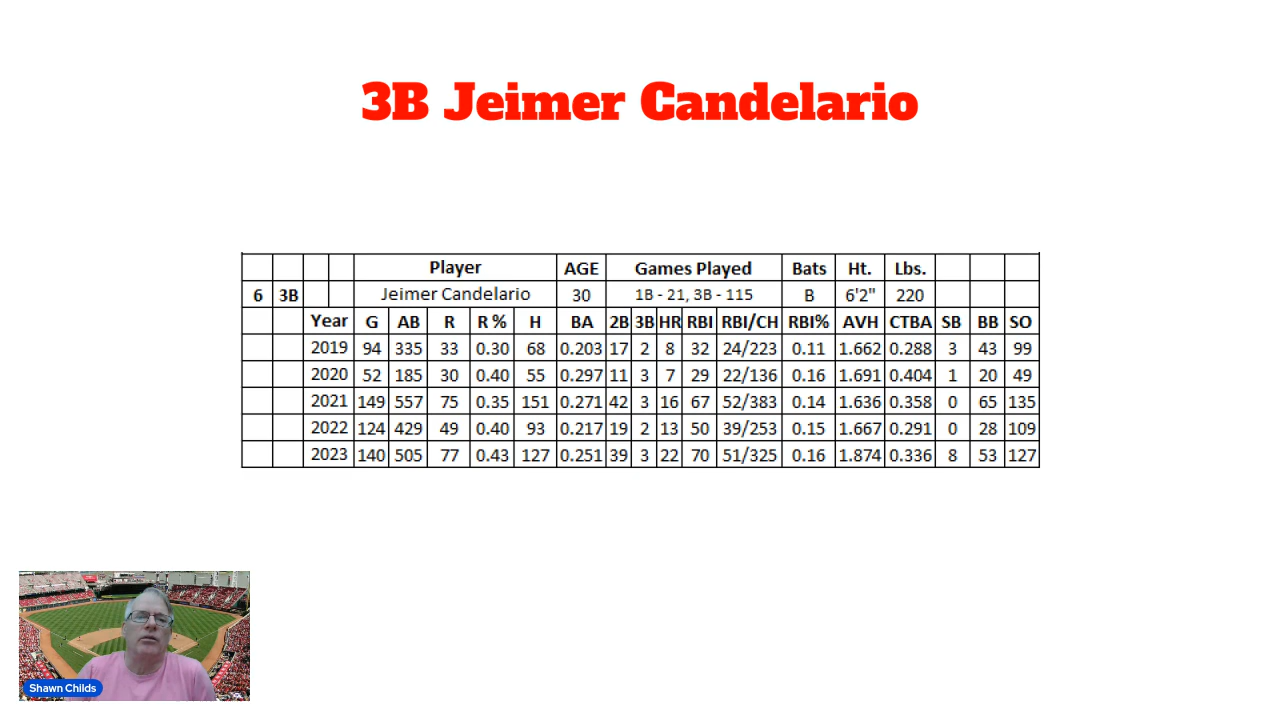 3B Jeimer Candelario
Player AGE Games Played Bats Ht. Lbs.
6 3B Jeimer Candelario 30 1B - 21, 3B - 115 B 6'2" 220
Year G AB R R % H BA 2B 3B HR RBI RBI/CH RBI% AVH CTBA SB BB SO
2019 94 335 33 0.30 68 0.203 17 2 8 32 24/223 0.11 1.662 0.288 3 43 99
2020 52 185 30 0.40 55 0.297 11 3 7 29 22/136 0.16 1.691 0.404 1 20 49
2021 149 557 75 0.35 151 0.271 42 3 16 67 52/383 0.14 1.636 0.358 0 65 135
2022 124 429 49 0.40 93 0.217 19 2 13 50 39/253 0.15 1.667 0.291 0 28 109
2023 140 505 77 0.43 127 0.251 39 3 22 70 51/325 0.16 1.874 0.336 8 53 127
Shawn Childs